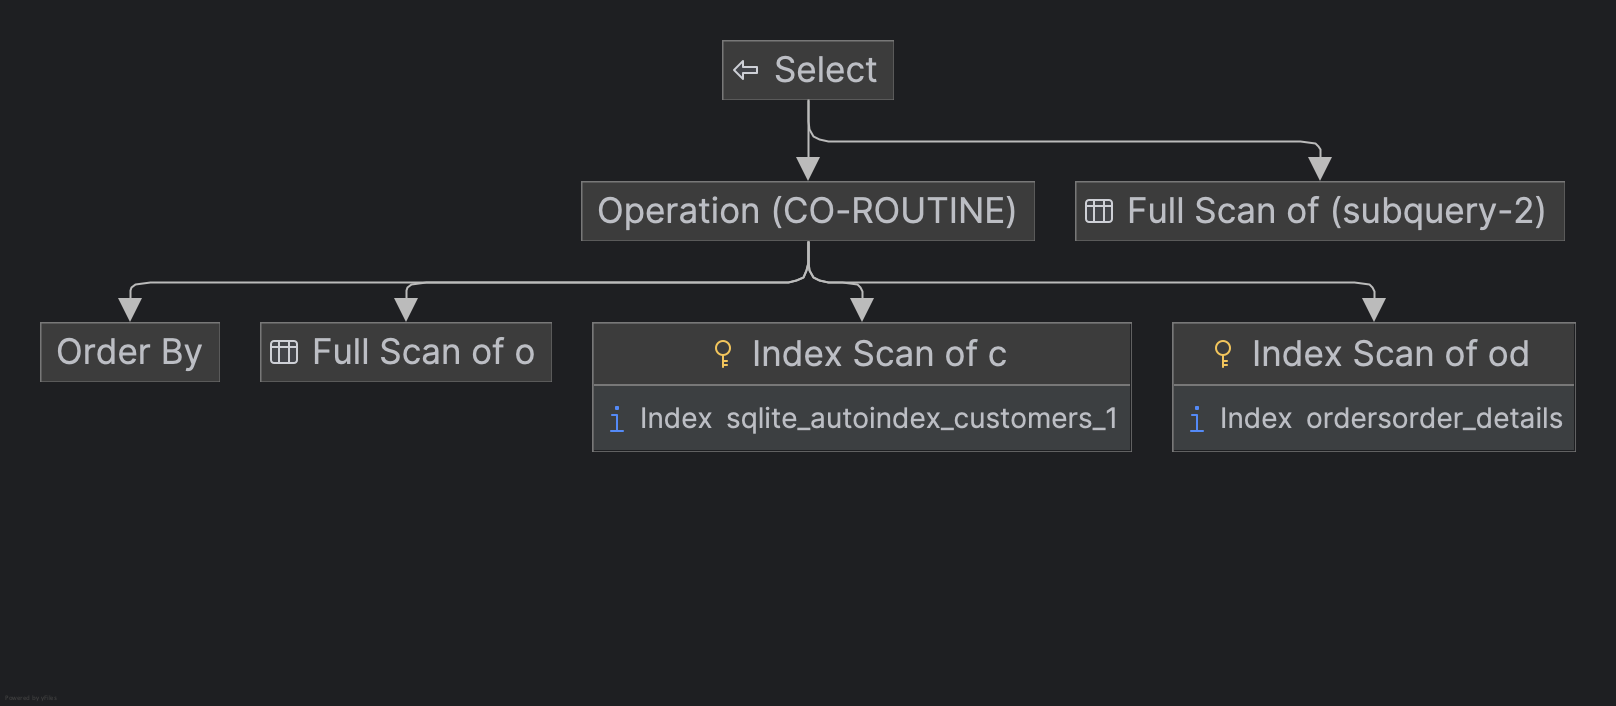 Select
Operation (CO-ROUTINE)
Full Scan of (subquery-2)
Order By
Full Scan of o
Index Scan of c
Index sqlite_autoindex_customers_1
Index Scan of od
Index ordersorder_details
Powered by yFiles